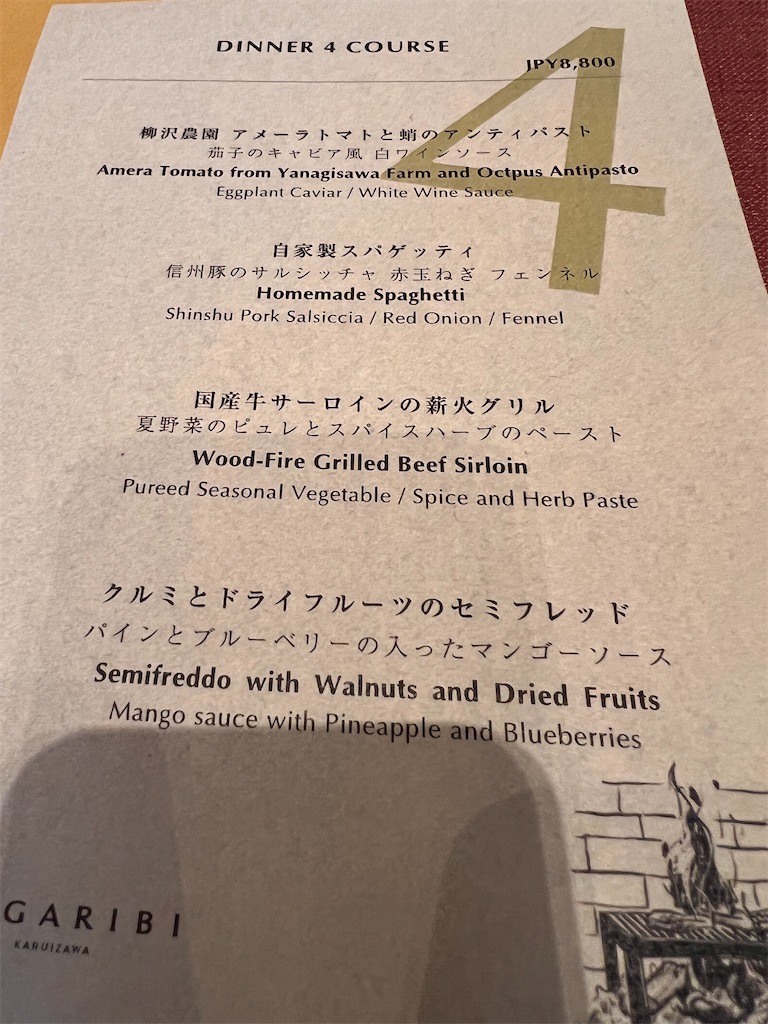 DINNER 4 COURSE
JPY8,800
4
柳沢農園 アメーラトマトと蛸のアンティパスト
茄子のキャビア風 白ワインソース
Amera Tomato from Yanagisawa Farm and Octpus Antipasto
Eggplant Caviar / White Wine Sauce
自家製スパゲッティ
信州豚のサルシッチャ 赤玉ねぎ フェンネル
Homemade Spaghetti
Shinshu Pork Salsiccia / Red Onion / Fennel
国産牛サーロインの薪火グリル
夏野菜のピュレとスパイスハーブのペースト
Wood-Fire Grilled Beef Sirloin
Pureed Seasonal Vegetable / Spice and Herb Paste
クルミとドライフルーツのセミフレッド
パインとブルーベリーの入ったマンゴーソース
Semifreddo with Walnuts and Dried Fruits
Mango sauce with Pineapple and Blueberries
GARIBI
KARUIZAWA